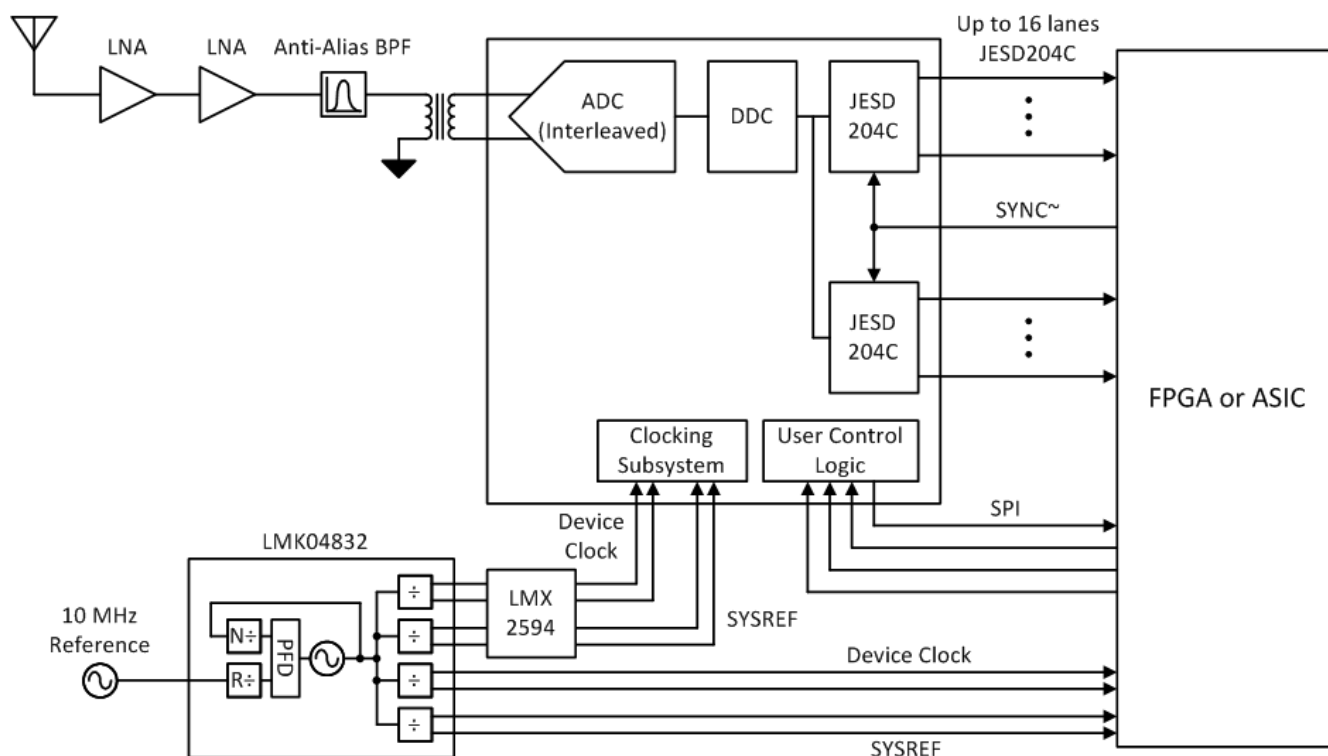 Up to 16 lanes
JESD204C
LNA
LNA
Anti-Alias BPF
ADC
(Interleaved)
DDC
JESD
204C
SYNC~
JESD
204C
FPGA or ASIC
Clocking
Subsystem
User Control
Logic
SPI
Device
Clock
LMK04832
10 MHz
Reference
N÷
R÷
PFD
÷
÷
÷
÷
LMX
2594
SYSREF
Device Clock
SYSREF